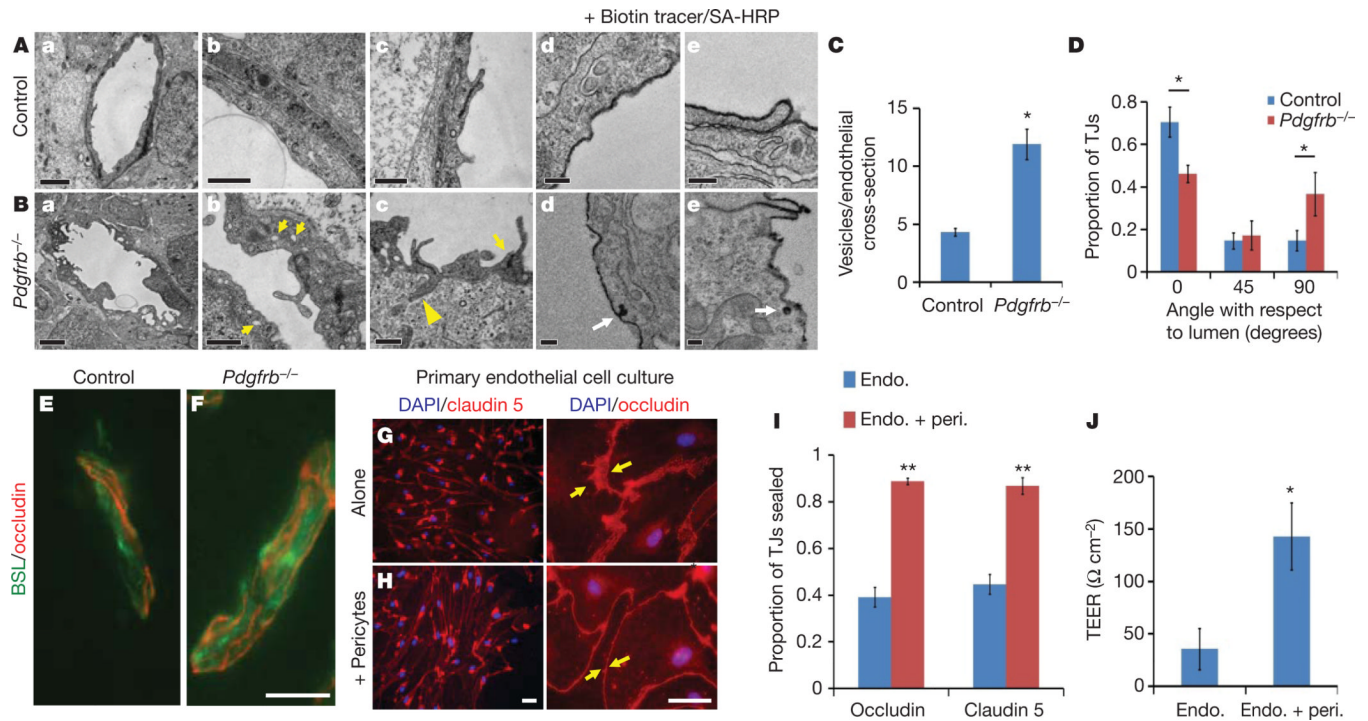 + Biotin tracer/SA-HRP
A
Control
a
b
c
d
e
B
Pdgfrb–/–
a
b
c
d
e
C
Vesicles/endothelial
cross-section
15
10
5
0
Control
Pdgfrb–/–
*
D
Proportion of TJs
0.8
0.6
0.4
0.2
0
*
*
Control
Pdgfrb–/–
0
45
90
Angle with respect
to lumen (degrees)
Control
Pdgfrb–/–
BSL/occludin
E
F
Primary endothelial cell culture
DAPI/claudin 5
DAPI/occludin
Alone
G
+ Pericytes
H
Endo.
Endo. + peri.
I
Proportion of TJs sealed
1
0.8
0.6
0.4
0.2
0
**
**
Occludin
Claudin 5
J
TEER (Ω cm–2)
200
150
100
50
0
*
Endo.
Endo. + peri.